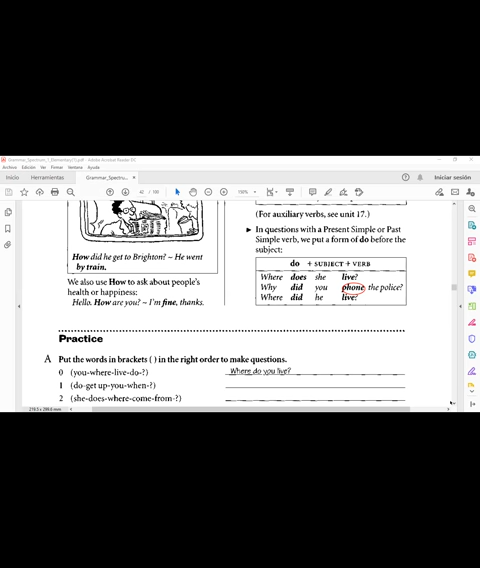 Grammar_Spectrum_1_Elementary(1).pdf - Adobe Acrobat Reader DC
Archivo Edición Ver Firmar Ventana Ayuda
Inicio Herramientas Grammar_Spectrum... × Iniciar sesión
42 / 100 150%
(For auxiliary verbs, see unit 17.)
How did he get to Brighton? ~ He went
by train.
We also use How to ask about people's
health or happiness:
Hello. How are you? ~ I'm fine, thanks.
► In questions with a Present Simple or Past
Simple verb, we put a form of do before the
subject:
do + SUBJECT + VERB
Where does she live?
Why did you phone the police?
Where did he live?
Practice
A Put the words in brackets ( ) in the right order to make questions.
0 (you-where-live-do-?) Where do you live?
1 (do-get up-you-when-?)
2 (she-does-where-come-from-?)